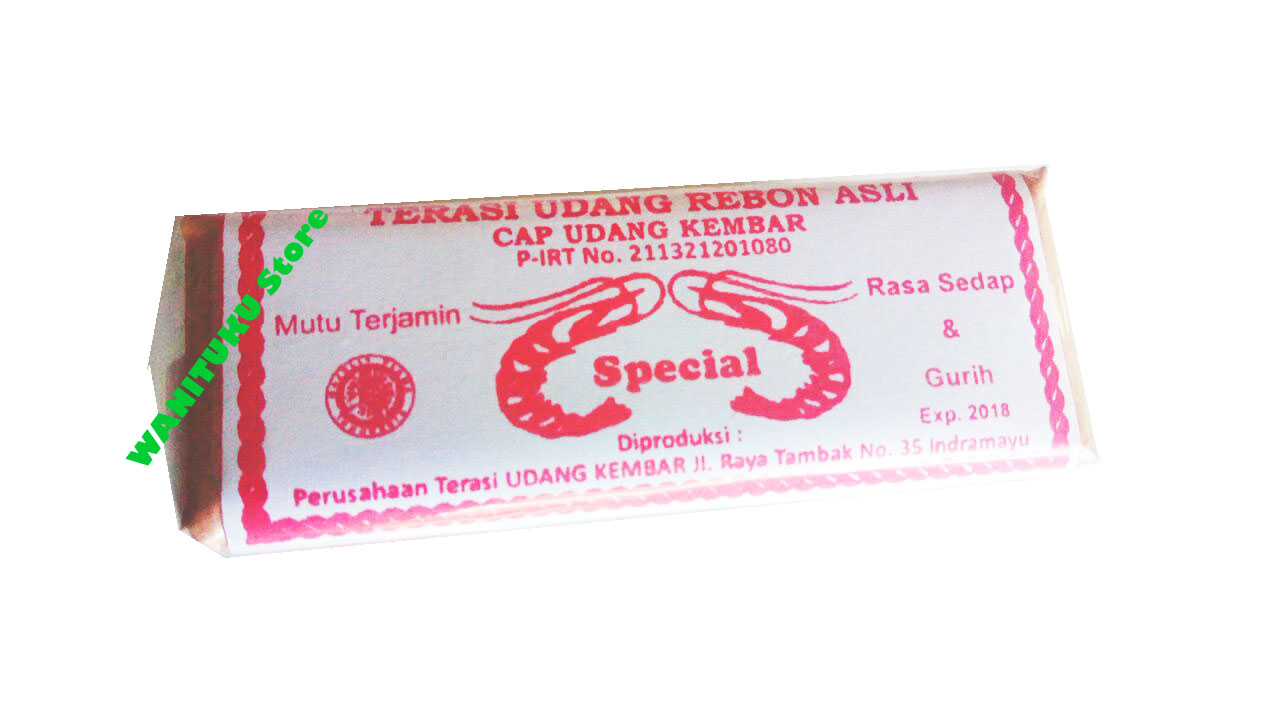 TERASI UDANG REBON ASLI
CAP UDANG KEMBAR
P-IRT No. 211321201080
Mutu Terjamin
Rasa Sedap
&
Gurih
Special
Exp. 2018
Diproduksi :
Perusahaan Terasi UDANG KEMBAR Jl. Raya Tambak No. 35 Indramayu
WANITUKU Store